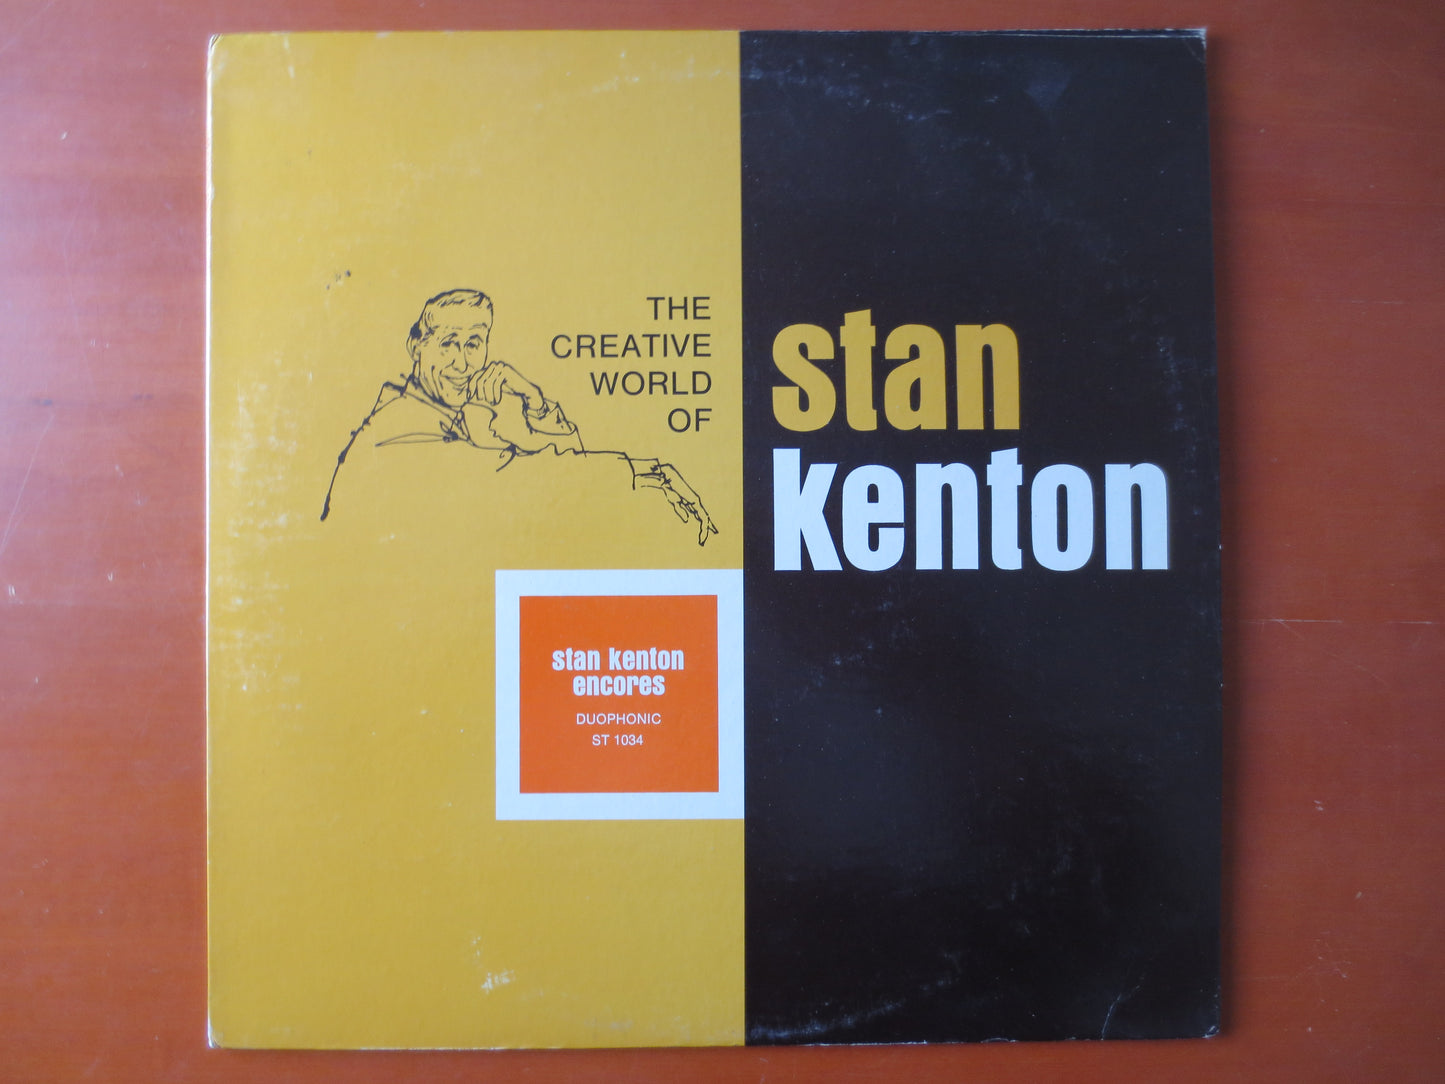 THE
CREATIVE
WORLD
OF
stan
kenton
stan kenton
encores
DUOPHONIC
ST 1034